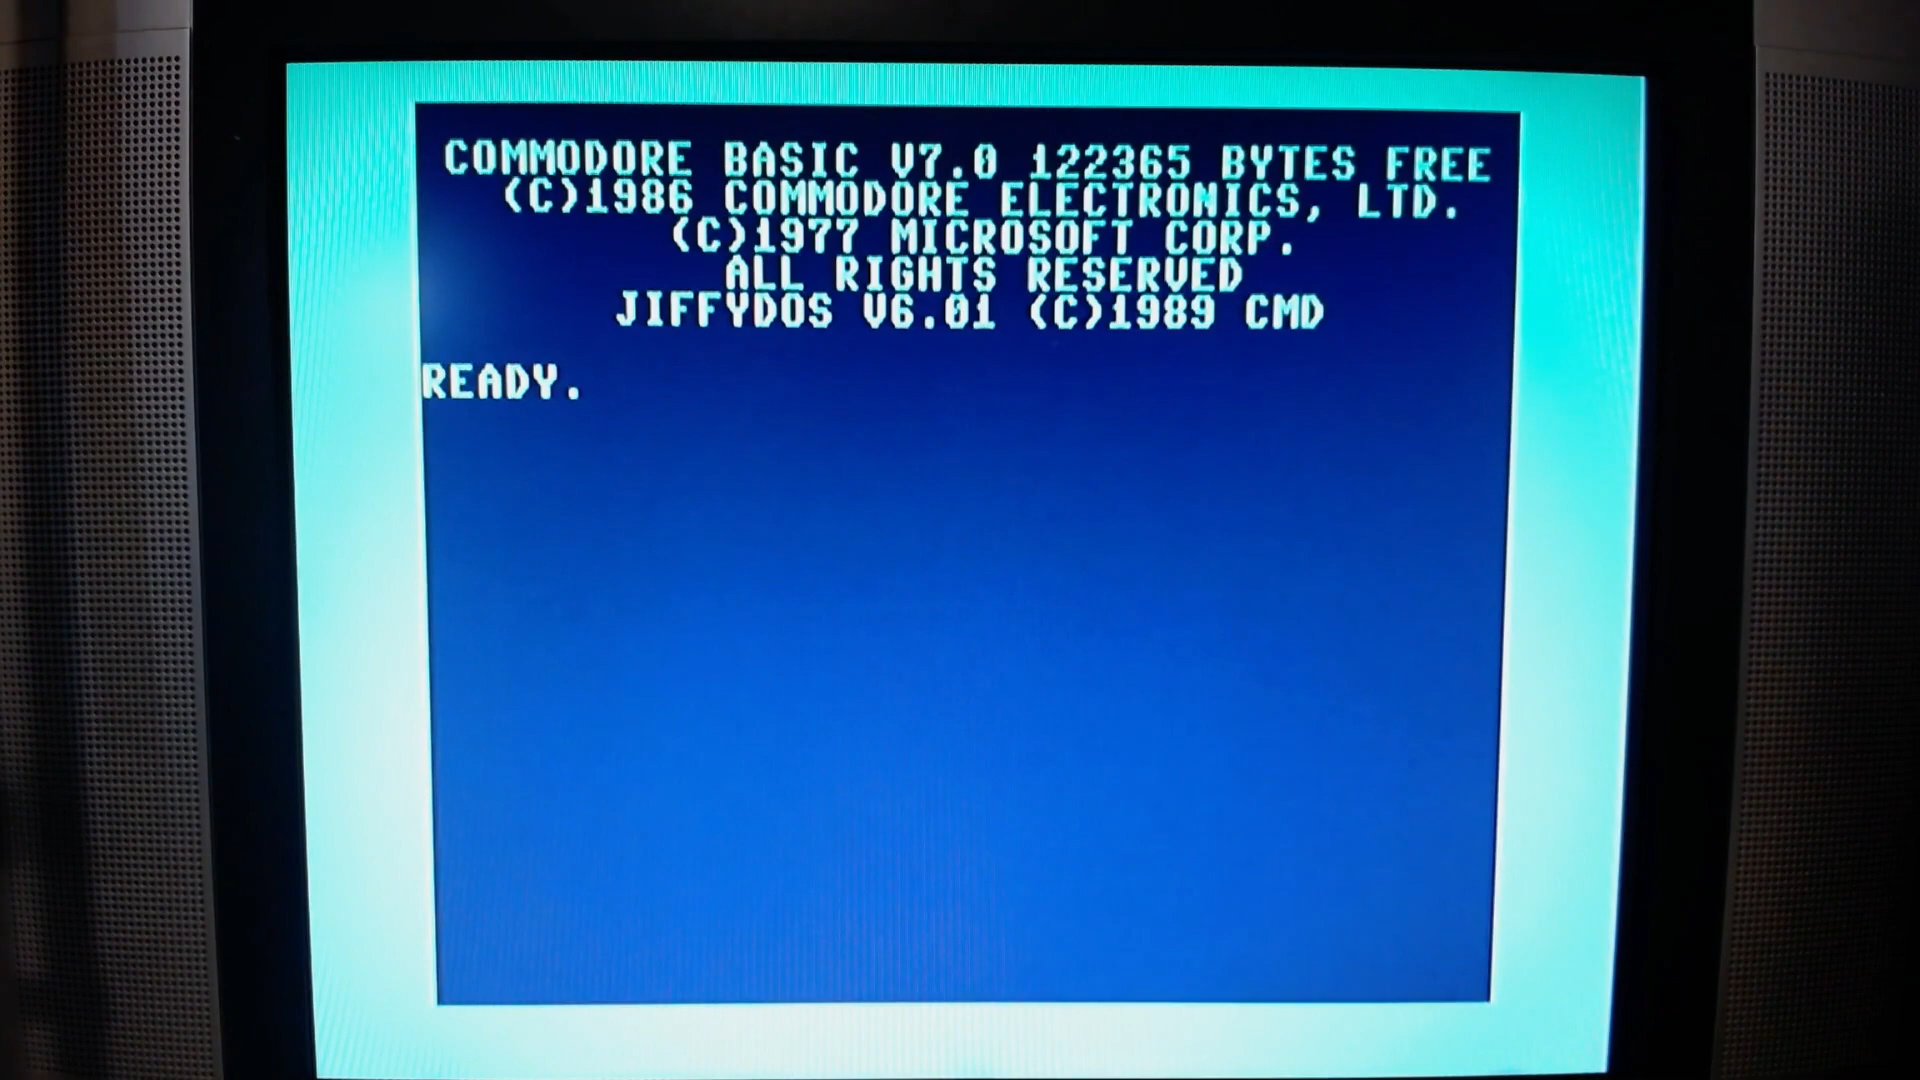 COMMODORE BASIC V7.0 122365 BYTES FREE
(C)1986 COMMODORE ELECTRONICS, LTD.
(C)1977 MICROSOFT CORP.
ALL RIGHTS RESERVED
JIFFYDOS V6.01 (C)1989 CMD
READY.